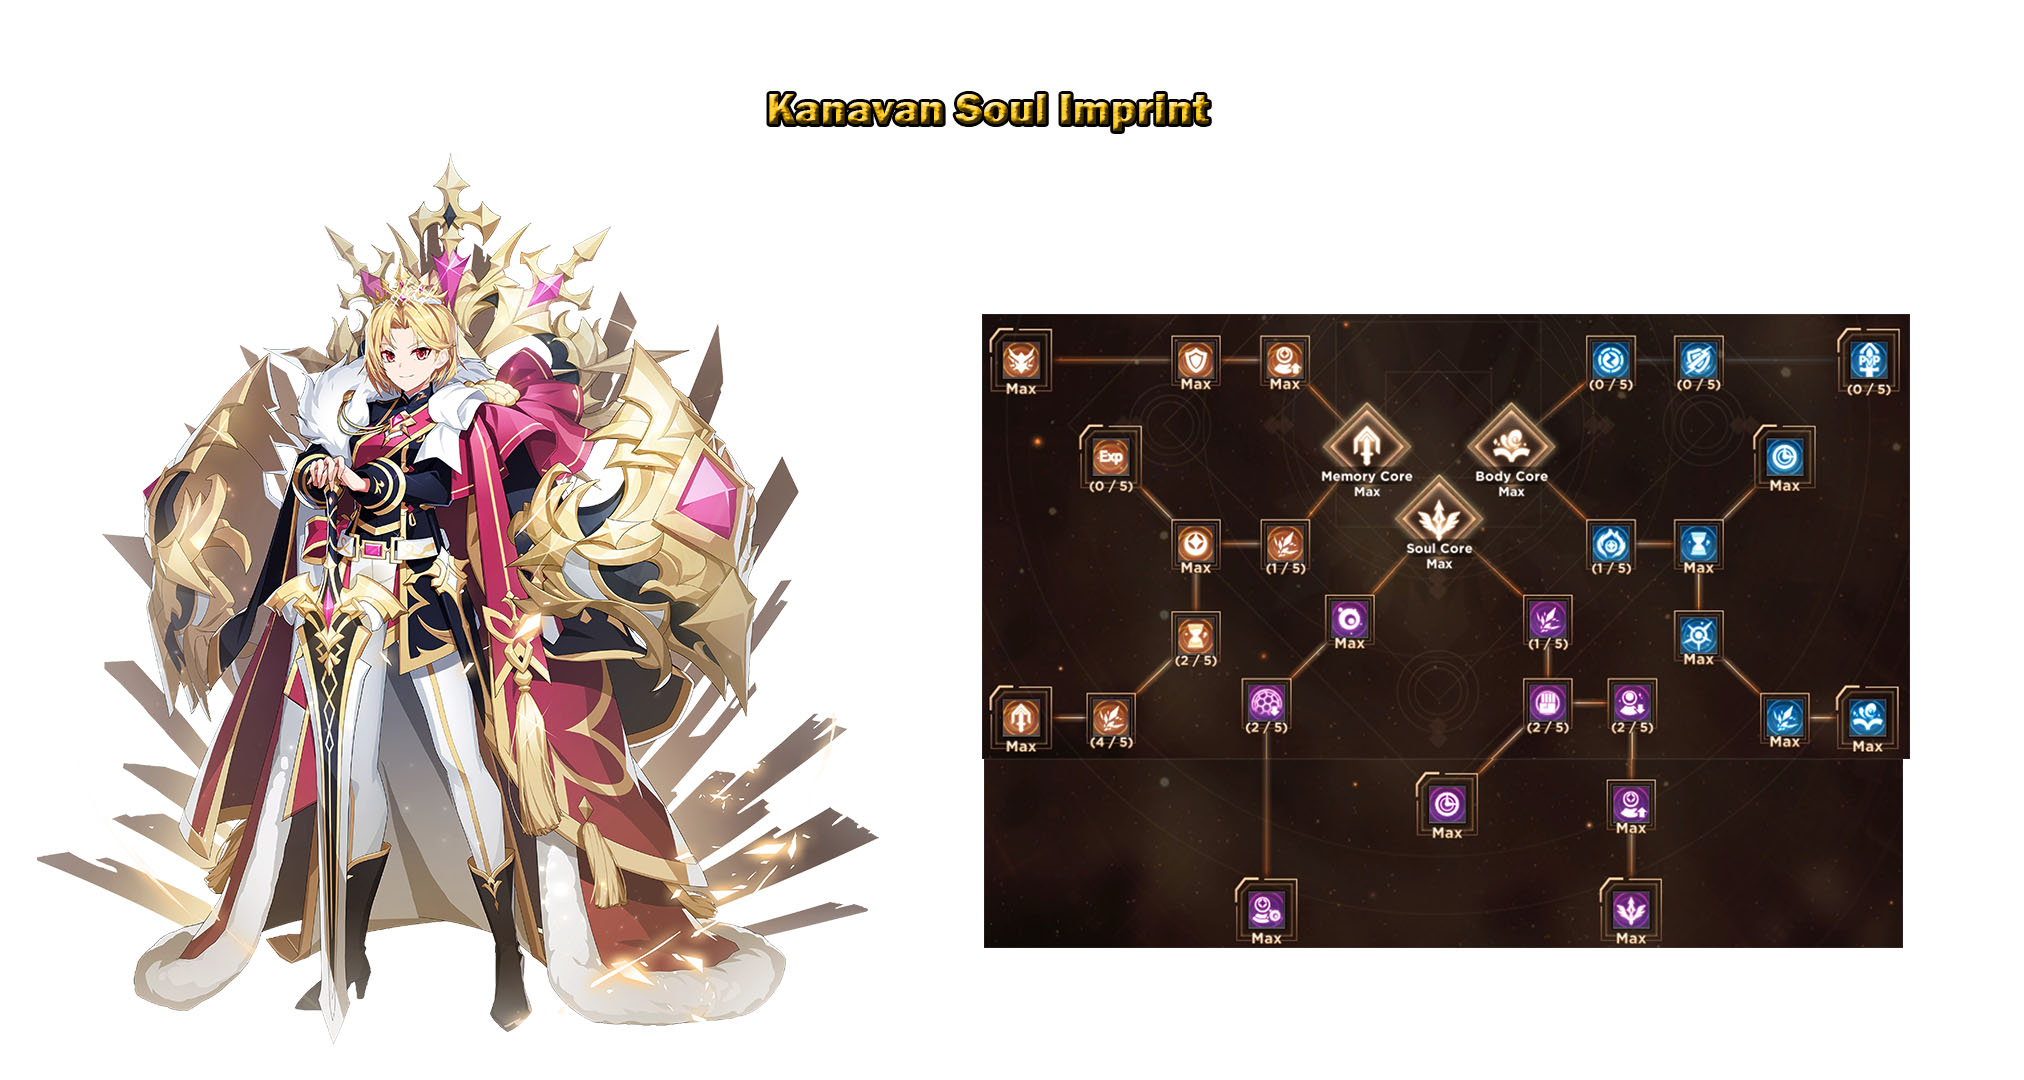 Kanavan Soul Imprint
Max
Max
Max
(0 / 5)
(0 / 5)
PvP
(0 / 5)
Exp
(0 / 5)
Memory Core
Max
Body Core
Max
Max
Max
(1 / 5)
Soul Core
Max
(1 / 5)
Max
(2 / 5)
Max
(1 / 5)
Max
Max
(4 / 5)
(2 / 5)
(2 / 5)
(2 / 5)
Max
Max
Max
Max
Max
Max